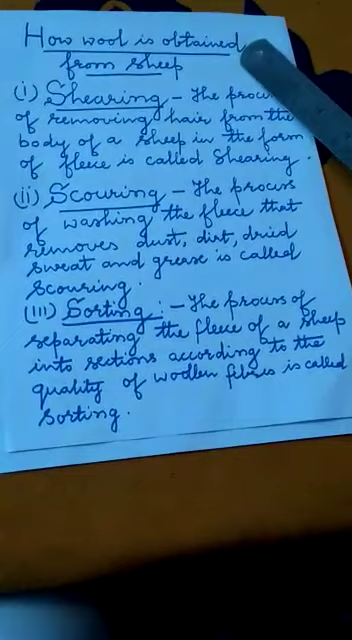 How wool is obtained
from sheep
(i) Shearing - The process
of removing hair from the
body of a sheep in the form
of fleece is called Shearing.
(ii) Scouring - The process
of washing the fleece that
removes dust, dirt, dried
sweat and grease is called
Scouring.
(III) Sorting :- The process of
separating the fleece of a sheep
into sections according to the
quality of woollen fibres is called
Sorting.